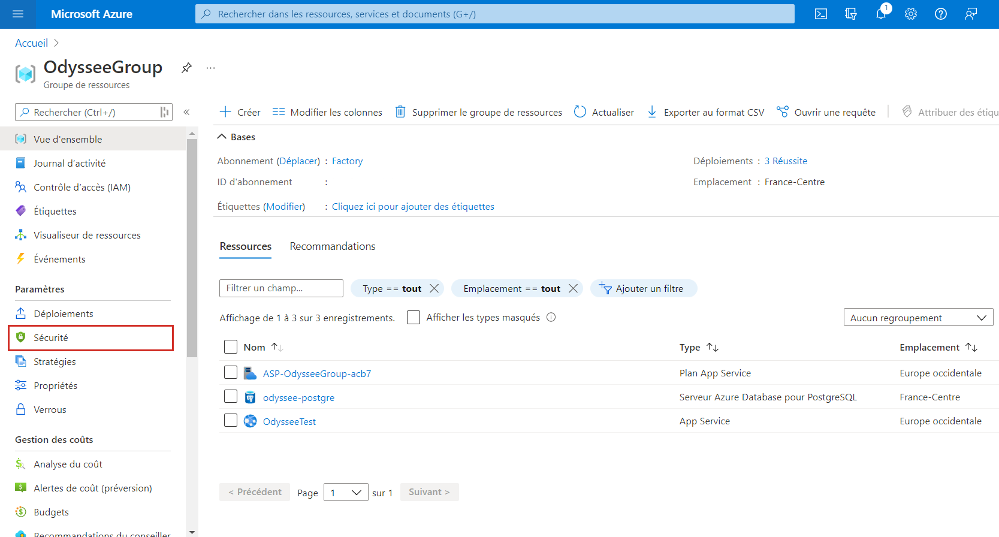 Microsoft Azure
Rechercher dans les ressources, services et documents (G+/)
1
Accueil >
OdysseeGroup
...
Groupe de ressources
Rechercher (Ctrl+/)
«
Créer
Modifier les colonnes
Supprimer le groupe de ressources
Actualiser
Exporter au format CSV
Ouvrir une requête
Attribuer des étiqu
Vue d'ensemble
Journal d’activité
Contrôle d’accès (IAM)
Étiquettes
Visualiseur de ressources
Événements
Paramètres
Déploiements
Sécurité
Stratégies
Propriétés
Verrous
Gestion des coûts
Analyse du coût
Alertes de coût (préversion)
Budgets
Recommandations du conseiller
Bases
Abonnement (Déplacer) : Factory
Déploiements : 3 Réussite
ID d'abonnement :
Emplacement : France-Centre
Étiquettes (Modifier) : Cliquez ici pour ajouter des étiquettes
Ressources
Recommandations
Filtrer un champ...
Type == tout
Emplacement == tout
Ajouter un filtre
Affichage de 1 à 3 sur 3 enregistrements.
Afficher les types masqués
Aucun regroupement
Nom ↑↓
Type ↑↓
Emplacement ↑↓
ASP-OdysseeGroup-acb7
Plan App Service
Europe occidentale
odyssee-postgre
Serveur Azure Database pour PostgreSQL
France-Centre
OdysseeTest
App Service
Europe occidentale
< Précédent
Page
1
sur 1
Suivant >